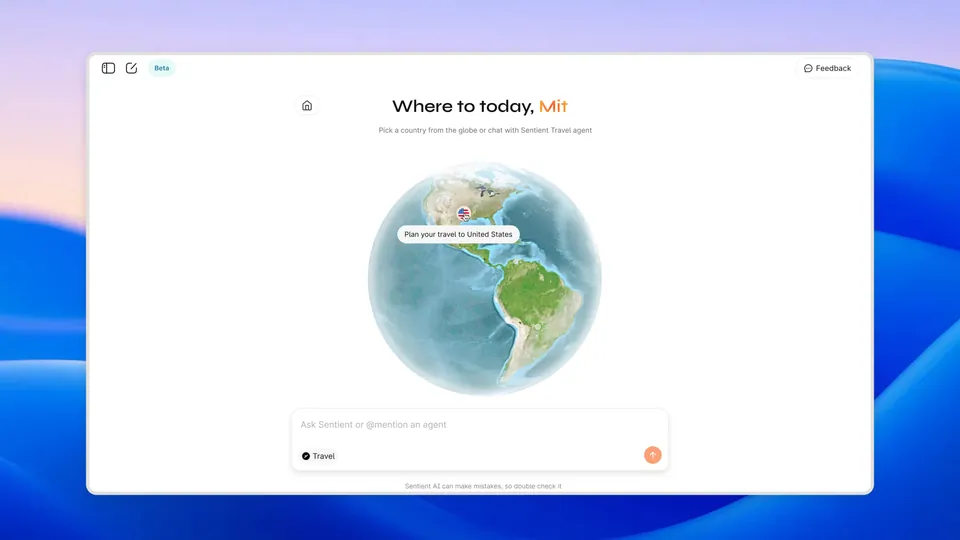 Beta
Feedback
Where to today, Mit
Pick a country from the globe or chat with Sentient Travel agent
Plan your travel to United States
Ask Sentient or @mention an agent
Travel
Sentient AI can make mistakes, so double check it